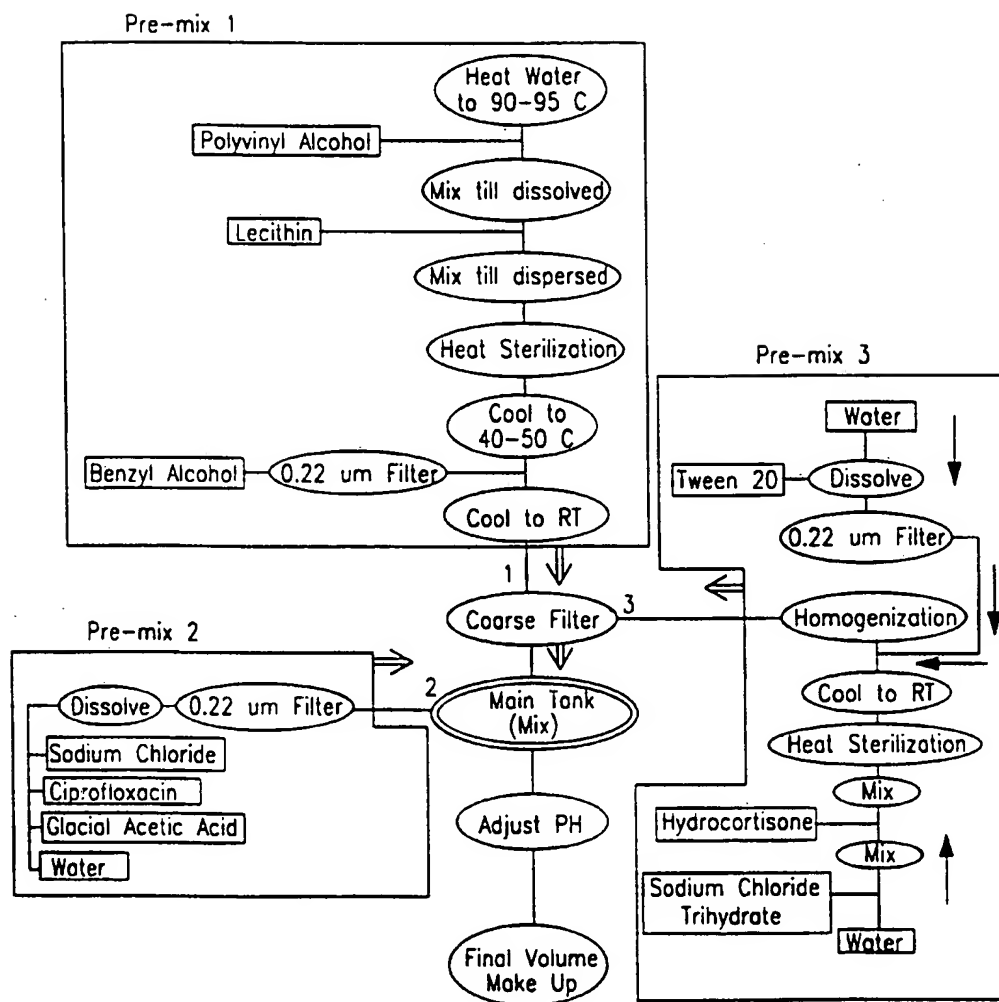 Pre-mix 1
Heat Water
to 90-95 C
Polyvinyl Alcohol
Mix till dissolved
Lecithin
Mix till dispersed
Heat Sterilization
Cool to
40-50 C
Benzyl Alcohol
0.22 um Filter
Cool to RT
1
Coarse Filter
3
Pre-mix 2
Dissolve
0.22 um Filter
2
Main Tank
(Mix)
Sodium Chloride
Ciprofloxacin
Glacial Acetic Acid
Water
Adjust PH
Final Volume
Make Up
Pre-mix 3
Water
Tween 20
Dissolve
0.22 um Filter
Homogenization
Cool to RT
Heat Sterilization
Mix
Hydrocortisone
Mix
Sodium Chloride
Trihydrate
Water